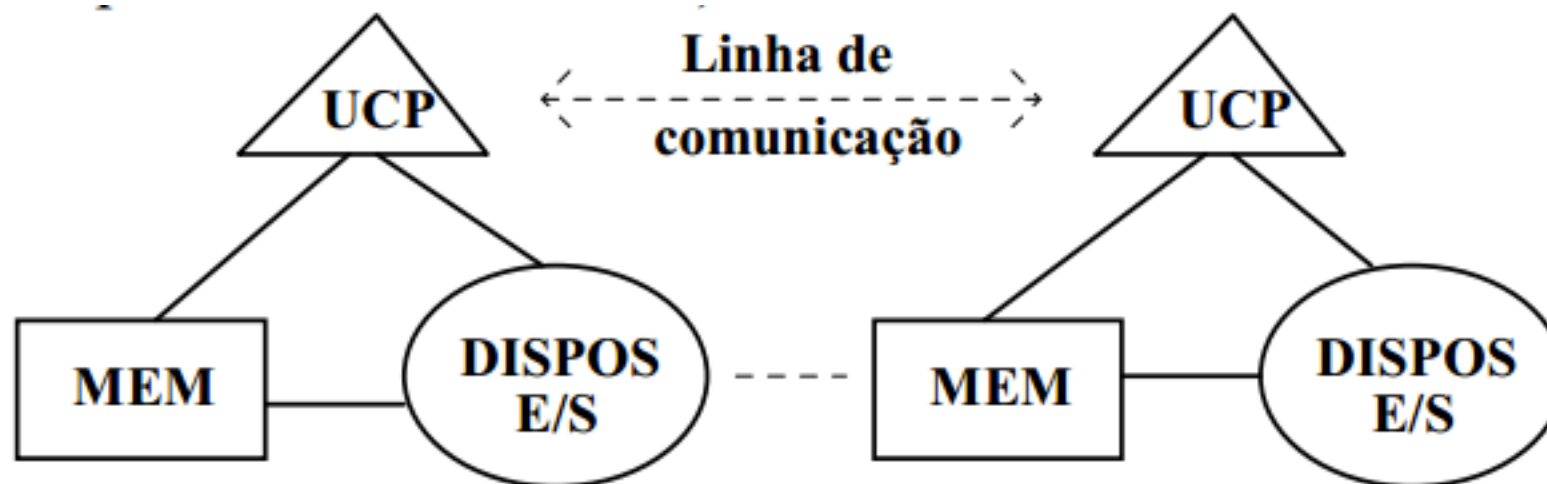 UCP
Linha de
comunicação
UCP
MEM
DISPOS
E/S
MEM
DISPOS
E/S